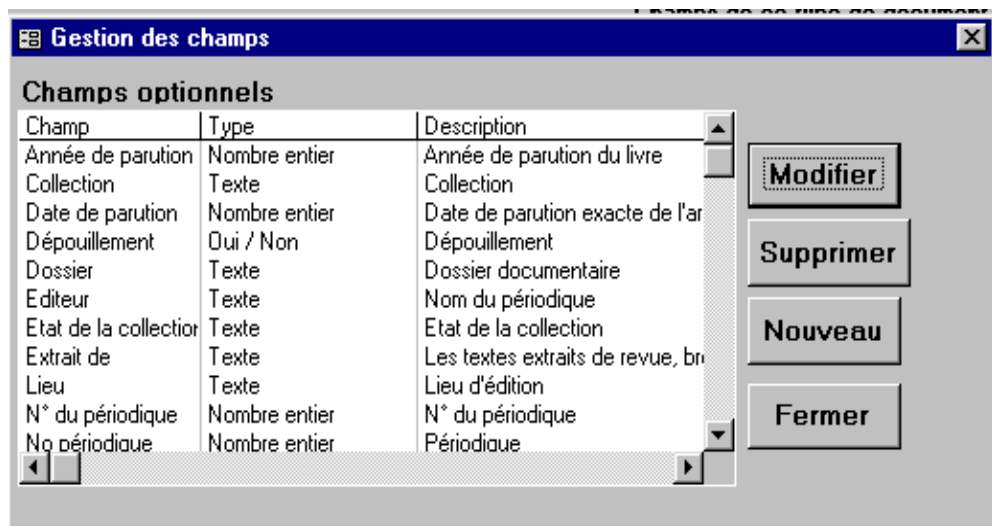 Gestion des champs
Champs optionnels
Champ Type Description
Année de parution Nombre entier Année de parution du livre
Collection Texte Collection
Date de parution Nombre entier Date de parution exacte de l'ar
Dépouillement Oui / Non Dépouillement
Dossier Texte Dossier documentaire
Editeur Texte Nom du périodique
Etat de la collection Texte Etat de la collection
Extrait de Texte Les textes extraits de revue, bro
Lieu Texte Lieu d'édition
N° du périodique Nombre entier N° du périodique
No périodique Nombre entier Périodique
Modifier
Supprimer
Nouveau
Fermer